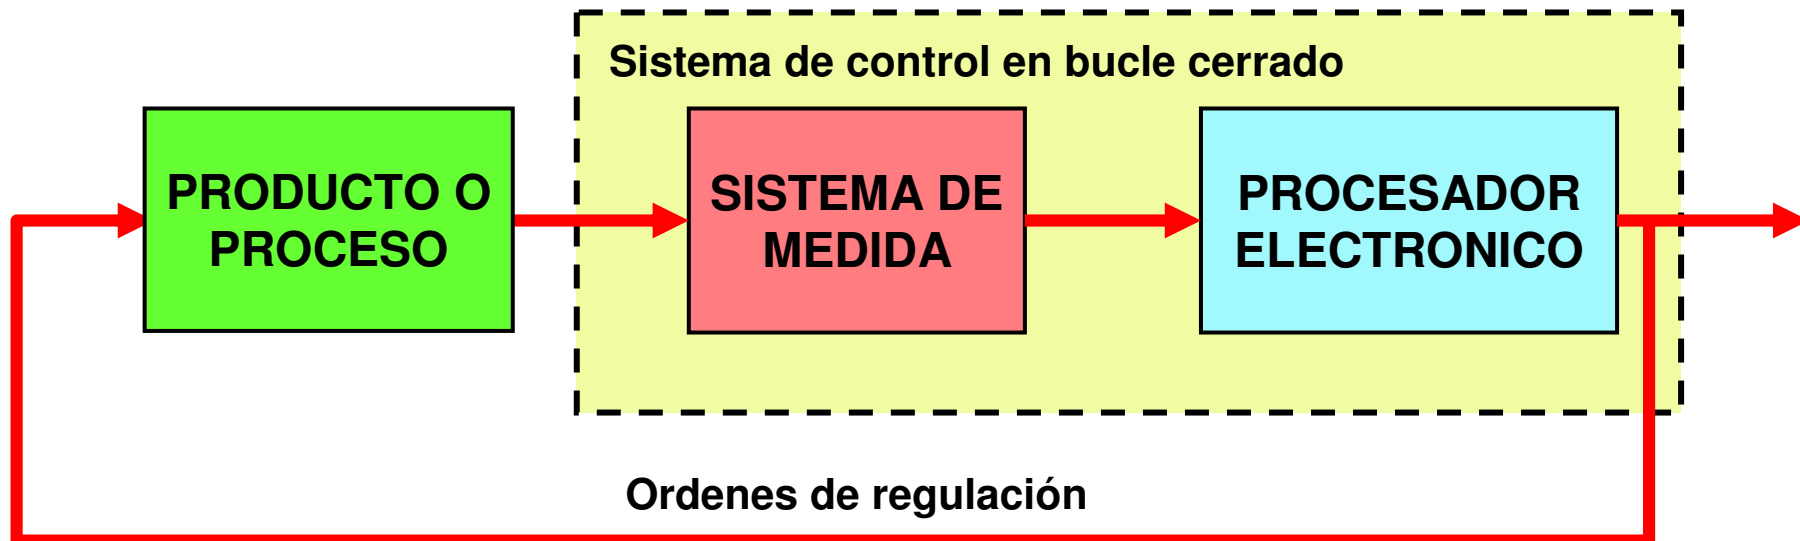 Sistema de control en bucle cerrado
PRODUCTO O
PROCESO
SISTEMA DE
MEDIDA
PROCESADOR
ELECTRONICO
Ordenes de regulación